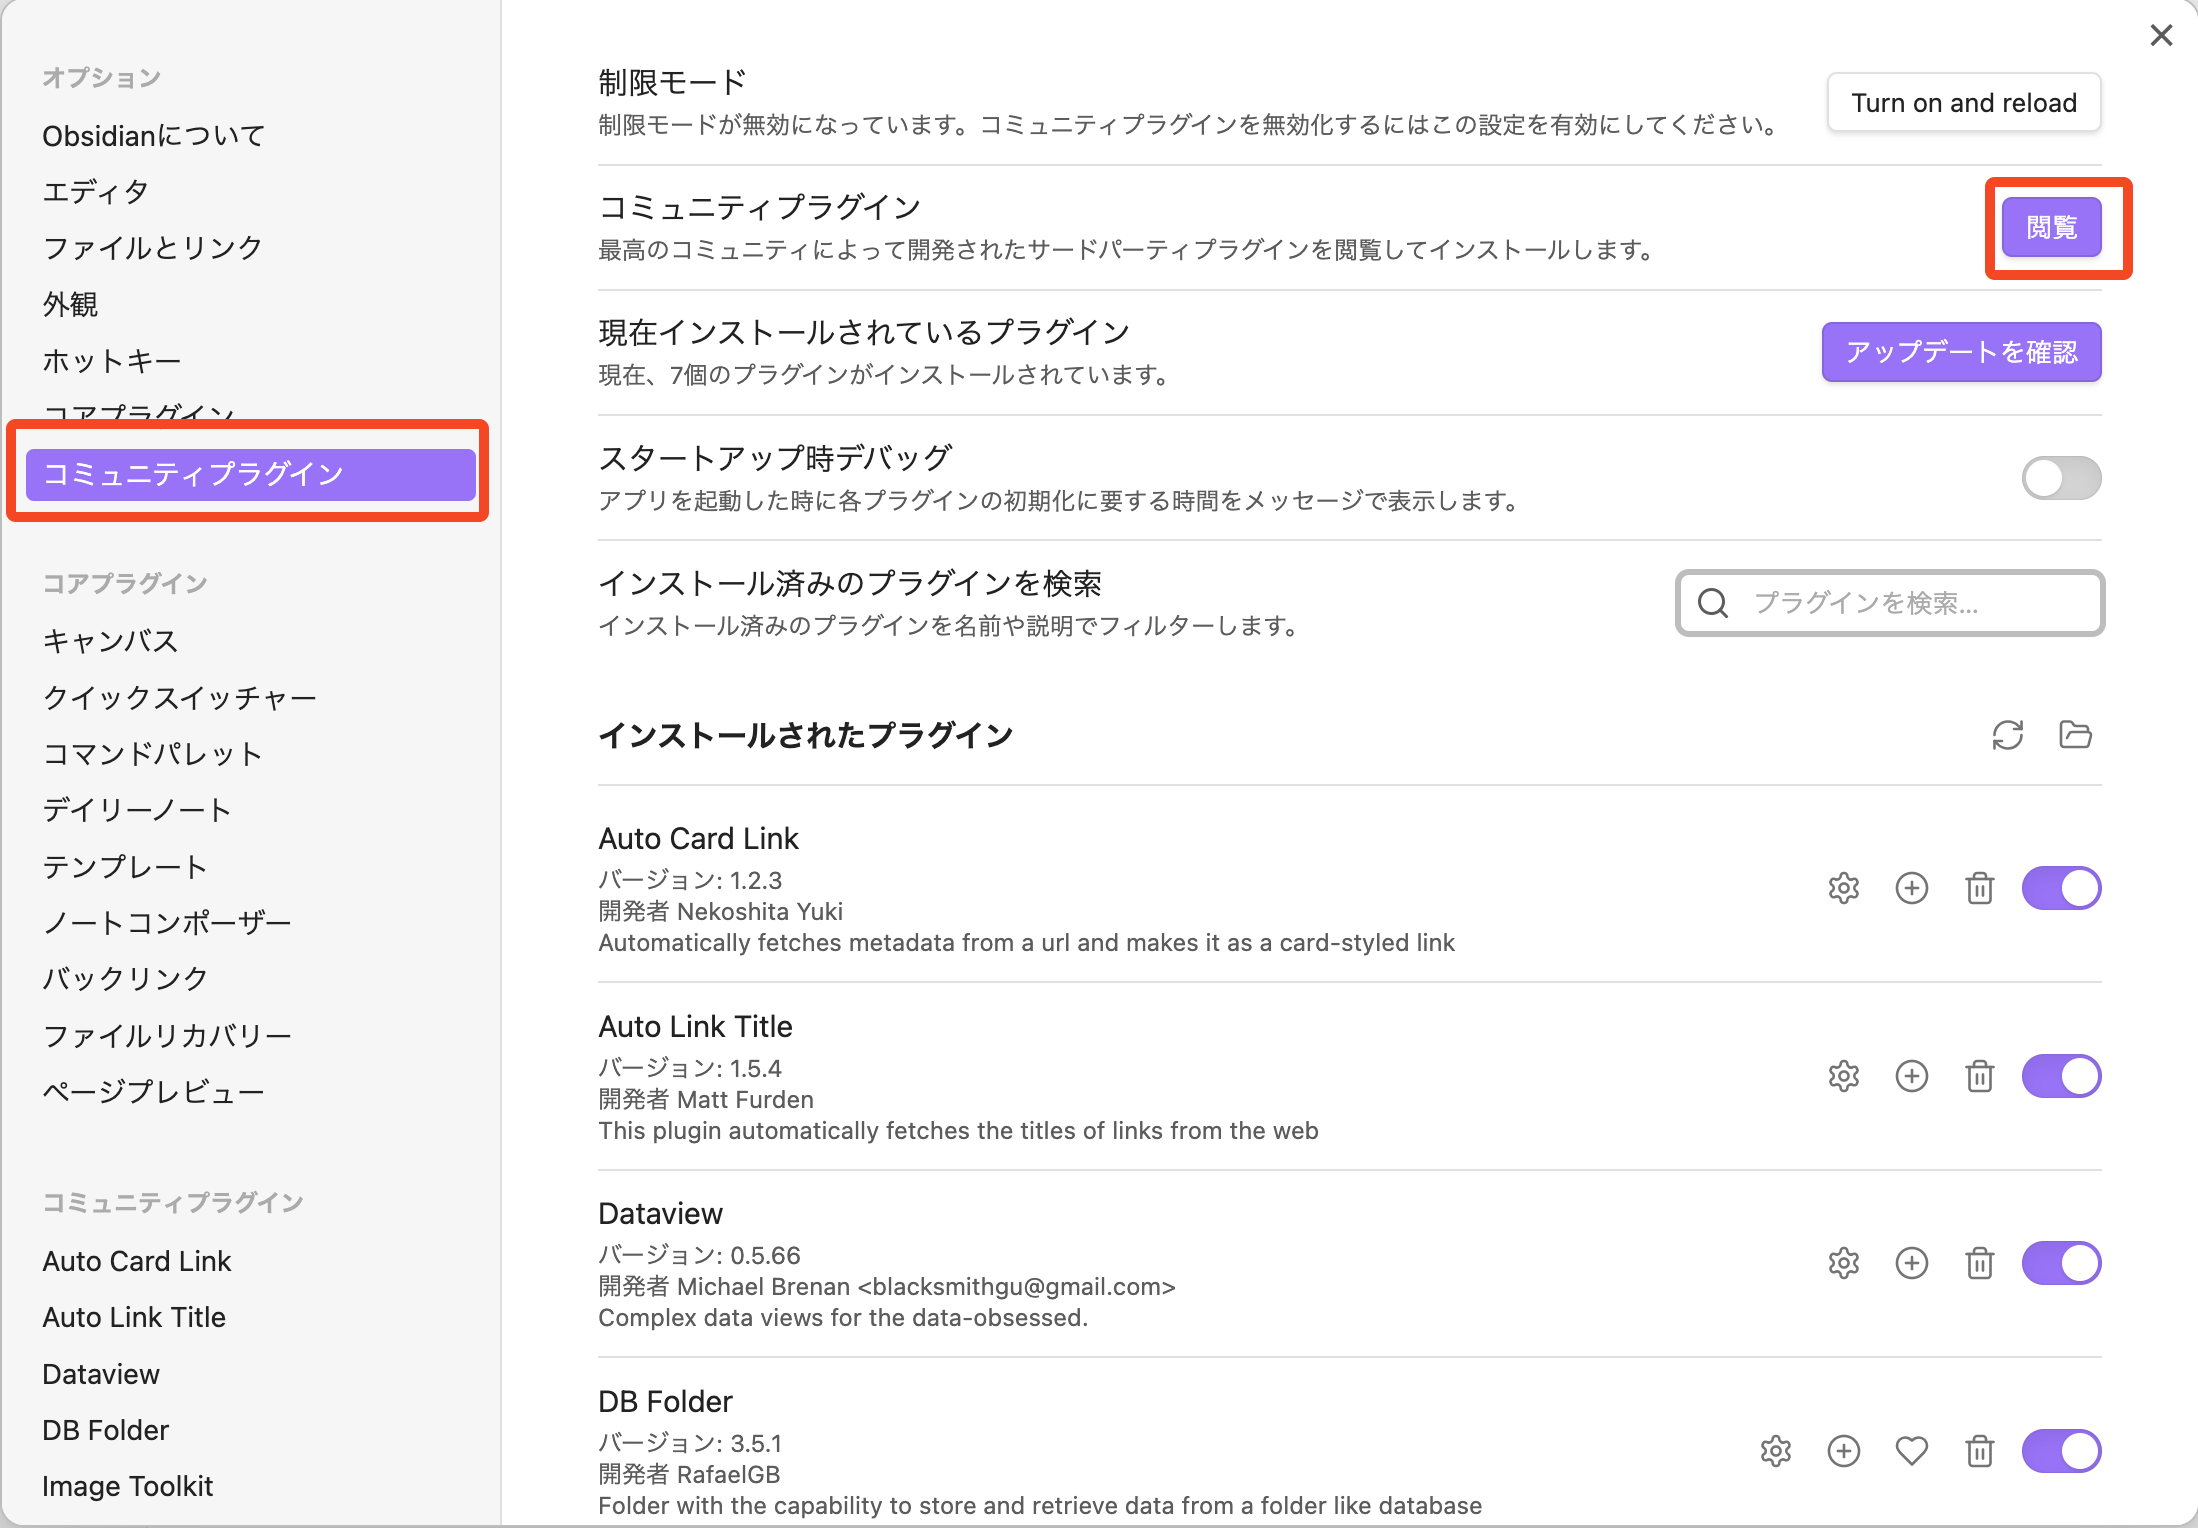 オプション
Obsidianについて
エディタ
ファイルとリンク
外観
ホットキー
コアプラグイン
コミュニティプラグイン
コアプラグイン
キャンバス
クイックスイッチャー
コマンドパレット
デイリーノート
テンプレート
ノートコンポーザー
バックリンク
ファイルリカバリー
ページプレビュー
コミュニティプラグイン
Auto Card Link
Auto Link Title
Dataview
DB Folder
Image Toolkit
制限モード
制限モードが無効になっています。コミュニティプラグインを無効化するにはこの設定を有効にしてください。
Turn on and reload
コミュニティプラグイン
最高のコミュニティによって開発されたサードパーティプラグインを閲覧してインストールします。
閲覧
現在インストールされているプラグイン
現在、7個のプラグインがインストールされています。
アップデートを確認
スタートアップ時デバッグ
アプリを起動した時に各プラグインの初期化に要する時間をメッセージで表示します。
インストール済みのプラグインを検索
インストール済みのプラグインを名前や説明でフィルターします。
プラグインを検索...
インストールされたプラグイン
Auto Card Link
バージョン: 1.2.3
開発者 Nekoshita Yuki
Automatically fetches metadata from a url and makes it as a card-styled link
Auto Link Title
バージョン: 1.5.4
開発者 Matt Furden
This plugin automatically fetches the titles of links from the web
Dataview
バージョン: 0.5.66
開発者 Michael Brenan <blacksmithgu@gmail.com>
Complex data views for the data-obsessed.
DB Folder
バージョン: 3.5.1
開発者 RafaelGB
Folder with the capability to store and retrieve data from a folder like database